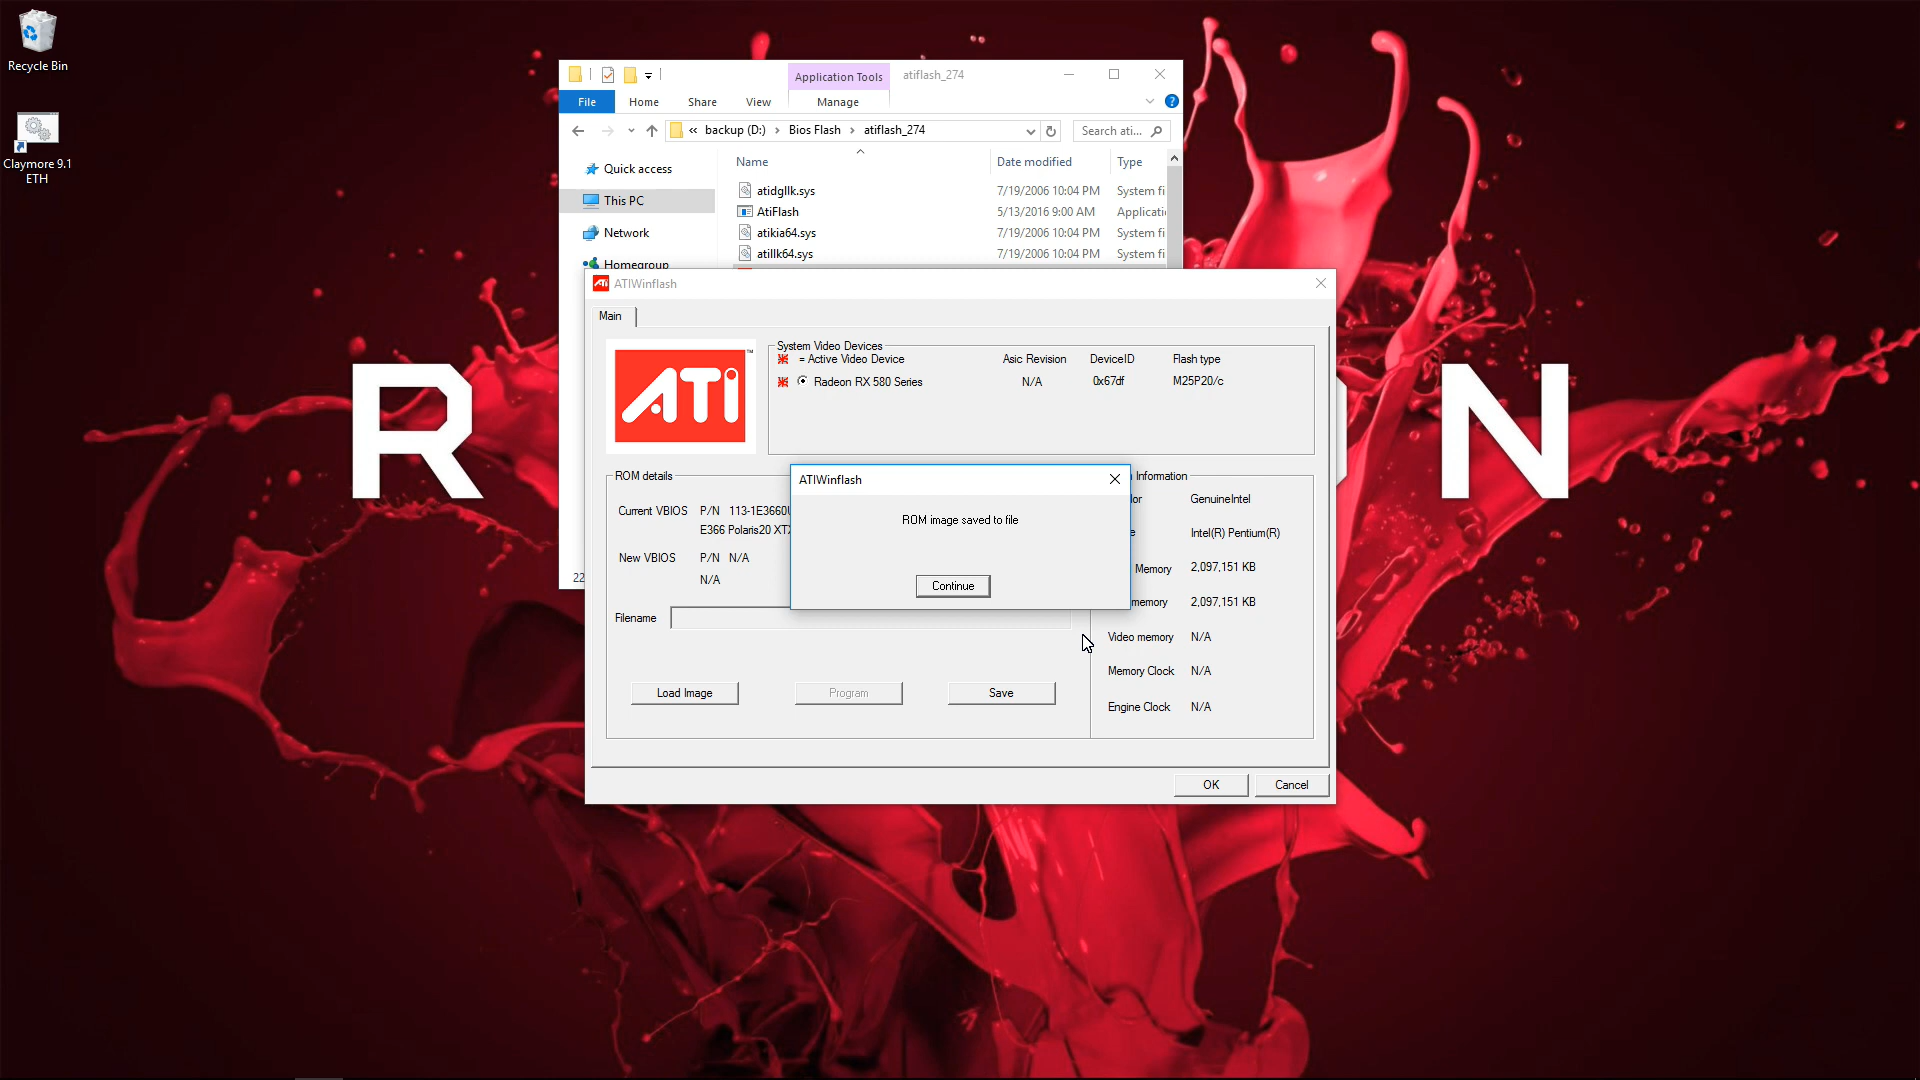 Recycle Bin
Claymore 9.1
ETH
R
N
Application Tools
atiflash_274
File
Home
Share
View
Manage
« backup (D:) › Bios Flash › atiflash_274
Search ati...
Quick access
This PC
Network
Homegroup
Name
Date modified
Type
atidgllk.sys
7/19/2006 10:04 PM
System fi
AtiFlash
5/13/2016 9:00 AM
Applicatio
atikia64.sys
7/19/2006 10:04 PM
System fi
atillk64.sys
7/19/2006 10:04 PM
System fi
22
ATIWinflash
Main
ATI™
System Video Devices
= Active Video Device
Asic Revision
DeviceID
Flash type
Radeon RX 580 Series
N/A
0x67df
M25P20/c
ROM details
Current VBIOS
P/N 113-1E3660U
E366 Polaris20 XTX
New VBIOS
P/N N/A
N/A
Filename
Load Image
Program
Save
ATIWinflash
ROM image saved to file
Continue
Information
GenuineIntel
Intel(R) Pentium(R)
Memory
2,097,151 KB
memory
2,097,151 KB
Video memory
N/A
Memory Clock
N/A
Engine Clock
N/A
OK
Cancel